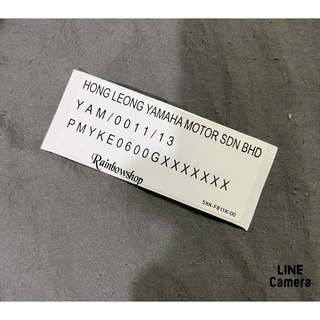 HONG LEONG YAMAHA MOTOR SDN BHD
YAM/0011/13
PMYKE0600GXXXXXXX
Rainbowshop
5XK-F811K-00
LINE
Camera